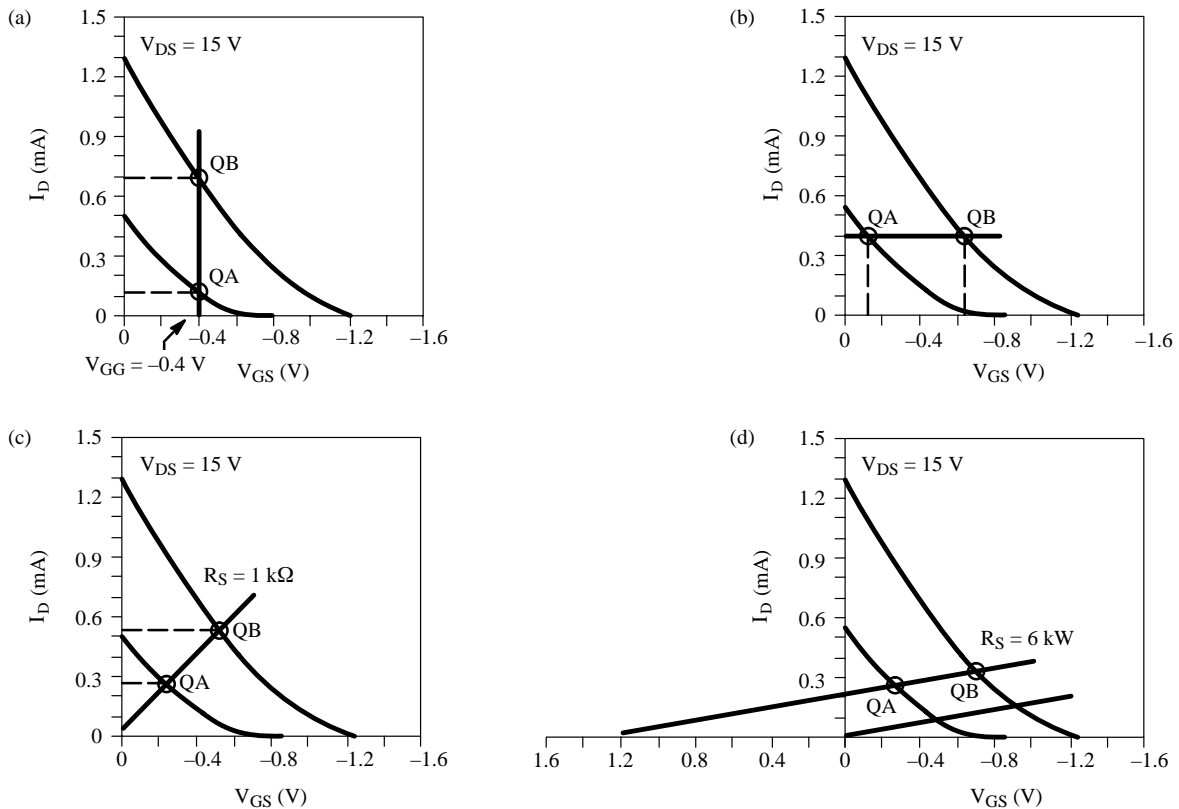 (a)
V_DS = 15 V
1.5
1.2
0.9
0.6
0.3
0
I_D (mA)
QB
QA
0 –0.4 –0.8 –1.2 –1.6
V_GG = –0.4 V
V_GS (V)
(b)
V_DS = 15 V
1.5
1.2
0.9
0.6
0.3
0
I_D (mA)
QA QB
0 –0.4 –0.8 –1.2 –1.6
V_GS (V)
(c)
V_DS = 15 V
1.5
1.2
0.9
0.6
0.3
0
I_D (mA)
R_S = 1 kΩ
QB
QA
0 –0.4 –0.8 –1.2 –1.6
V_GS (V)
(d)
V_DS = 15 V
1.5
1.2
0.9
0.6
0.3
0
I_D (mA)
R_S = 6 kW
QB
QA
1.6 1.2 0.8 0.4 0 –0.4 –0.8 –1.2 –1.6
V_GS (V)